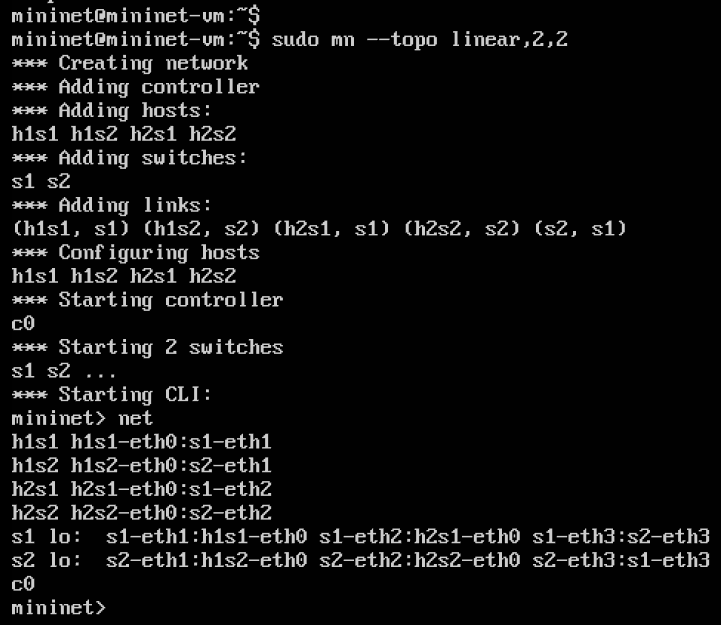 mininet@mininet-vm:~$
mininet@mininet-vm:~$ sudo mn --topo linear,2,2
*** Creating network
*** Adding controller
*** Adding hosts:
h1s1 h1s2 h2s1 h2s2
*** Adding switches:
s1 s2
*** Adding links:
(h1s1, s1) (h1s2, s2) (h2s1, s1) (h2s2, s2) (s2, s1)
*** Configuring hosts
h1s1 h1s2 h2s1 h2s2
*** Starting controller
c0
*** Starting 2 switches
s1 s2 ...
*** Starting CLI:
mininet> net
h1s1 h1s1-eth0:s1-eth1
h1s2 h1s2-eth0:s2-eth1
h2s1 h2s1-eth0:s1-eth2
h2s2 h2s2-eth0:s2-eth2
s1 lo:  s1-eth1:h1s1-eth0 s1-eth2:h2s1-eth0 s1-eth3:s2-eth3
s2 lo:  s2-eth1:h1s2-eth0 s2-eth2:h2s2-eth0 s2-eth3:s1-eth3
c0
mininet>